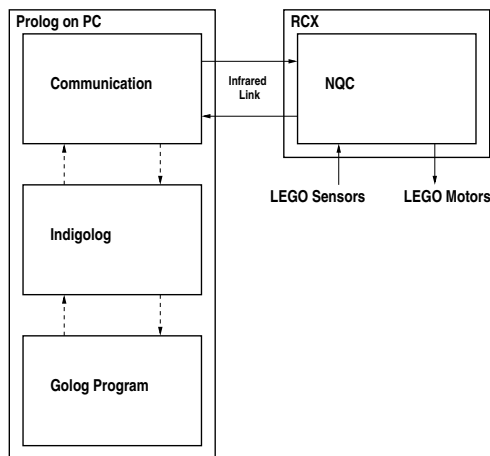 Prolog on PC
RCX
Communication
Infrared
Link
NQC
LEGO Sensors
LEGO Motors
Indigolog
Golog Program